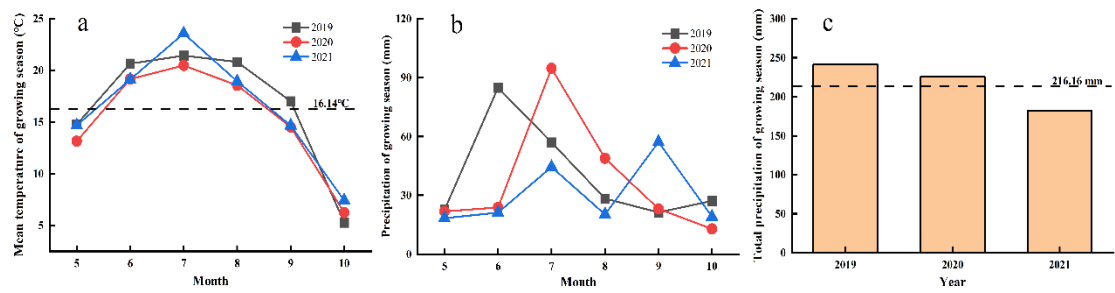 a
Mean temperature of growing season (℃)
25
20
15
10
5
2019
2020
2021
16.14℃
5 6 7 8 9 10
Month
b
Precipitation of growing season (mm)
120
90
60
30
0
2019
2020
2021
5 6 7 8 9 10
Month
c
Total precipitation of growing season (mm)
300
250
200
150
100
50
0
216.16 mm
2019 2020 2021
Year